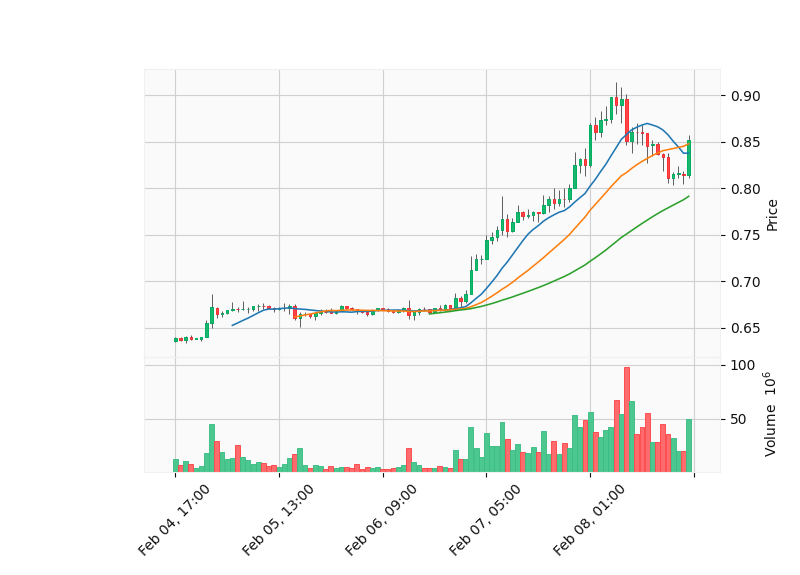 0.90
0.85
0.80
0.75
0.70
0.65
Price
100
50
Volume 10^6
Feb 04, 17:00
Feb 05, 13:00
Feb 06, 09:00
Feb 07, 05:00
Feb 08, 01:00